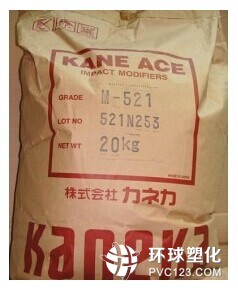 KANE ACE
IMPACT MODIFIERS
GRADE M-521
LOT NO 521N253
NET WT 20kg
株式会社 カネカ
kaneka
环球塑化
PVC123.COM